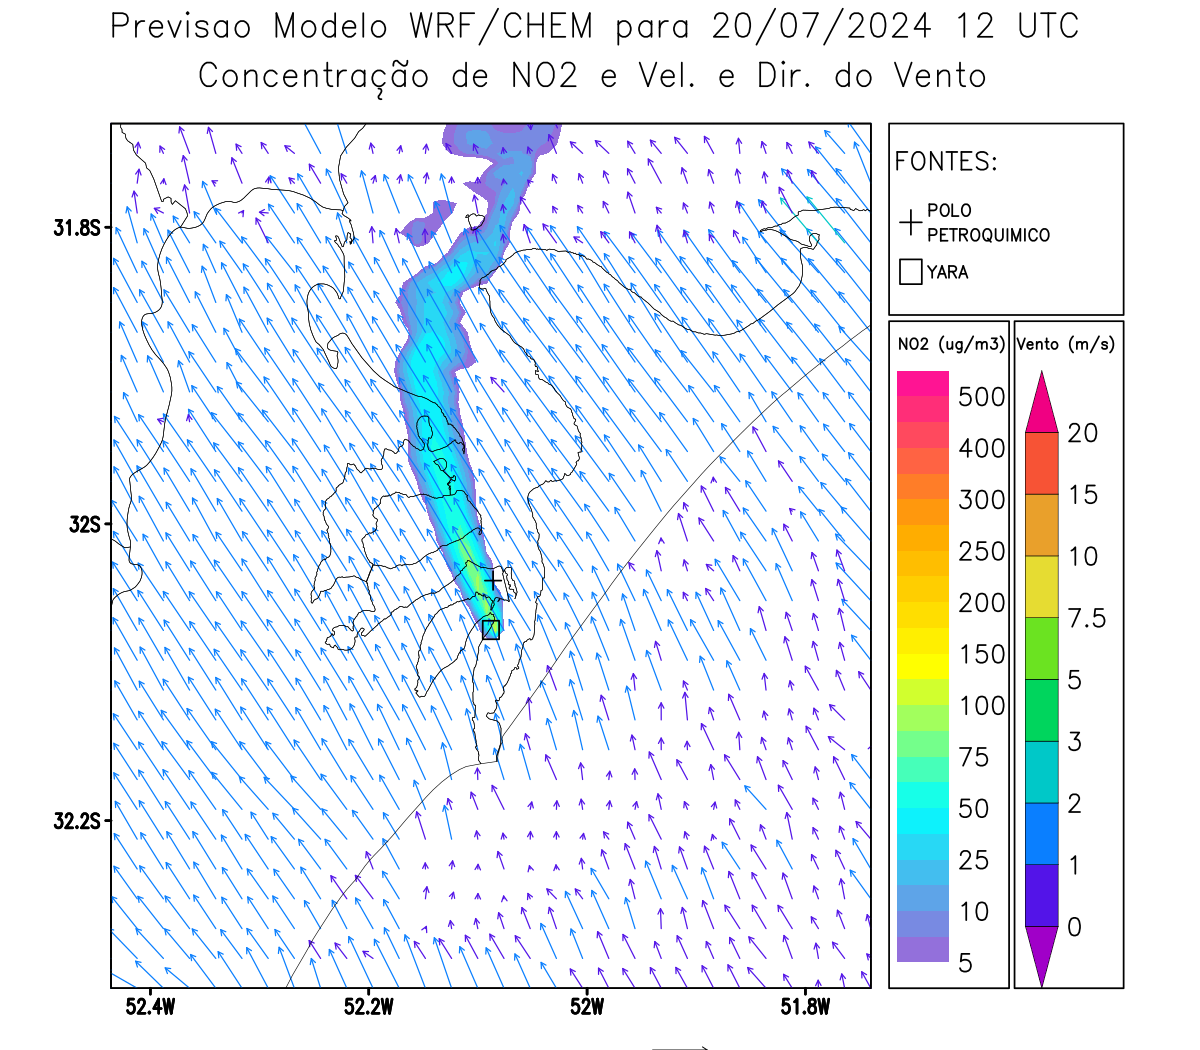 Previsao Modelo WRF/CHEM para 20/07/2024 12 UTC
Concentração de NO2 e Vel. e Dir. do Vento
FONTES:
POLO
PETROQUIMICO
YARA
NO2 (ug/m3)
500
400
300
250
200
150
100
75
50
25
10
5
Vento (m/s)
20
15
10
7.5
5
3
2
1
0
31.8S
32S
32.2S
52.4W
52.2W
52W
51.8W